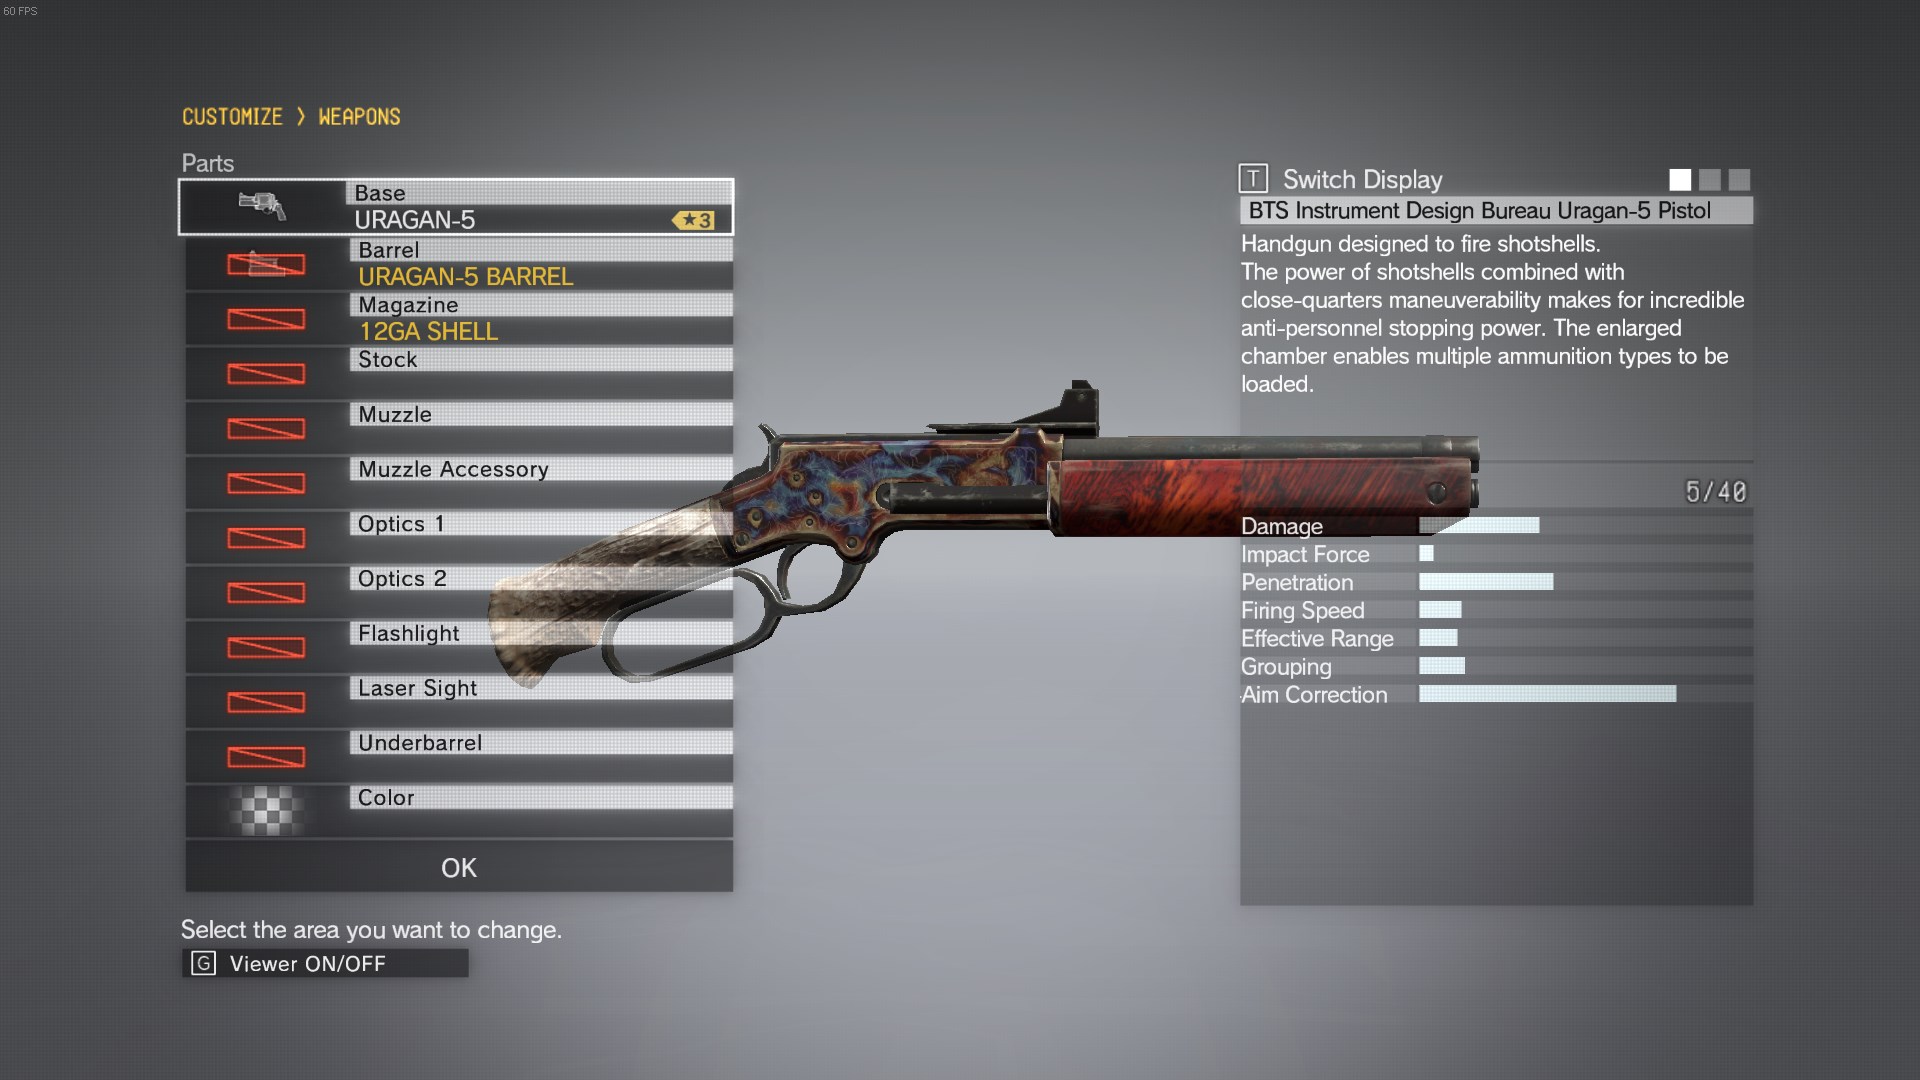 60 FPS
CUSTOMIZE > WEAPONS
Parts
Base
URAGAN-5
★3
Barrel
URAGAN-5 BARREL
Magazine
12GA SHELL
Stock
Muzzle
Muzzle Accessory
Optics 1
Optics 2
Flashlight
Laser Sight
Underbarrel
Color
OK
Select the area you want to change.
G Viewer ON/OFF
T Switch Display
BTS Instrument Design Bureau Uragan-5 Pistol
Handgun designed to fire shotshells.
The power of shotshells combined with
close-quarters maneuverability makes for incredible
anti-personnel stopping power. The enlarged
chamber enables multiple ammunition types to be
loaded.
5/40
Damage
Impact Force
Penetration
Firing Speed
Effective Range
Grouping
Aim Correction